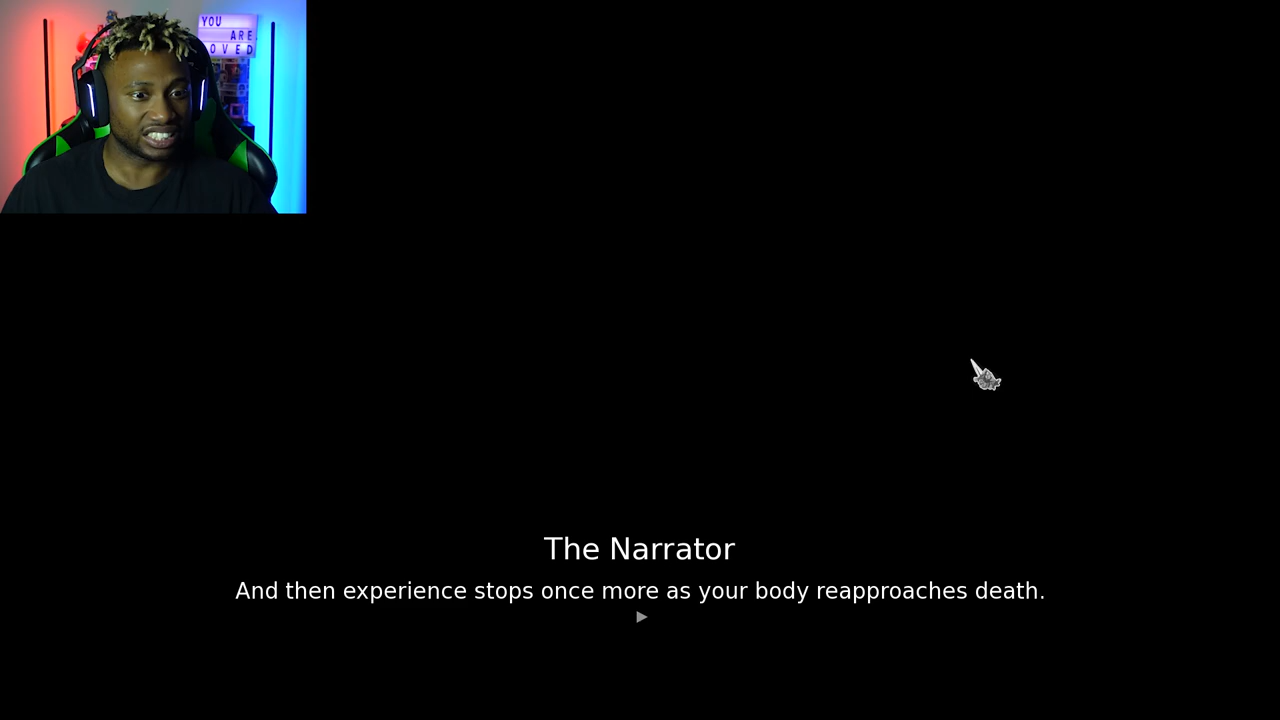 YOU
ARE
OVED
The Narrator
And then experience stops once more as your body reapproaches death.